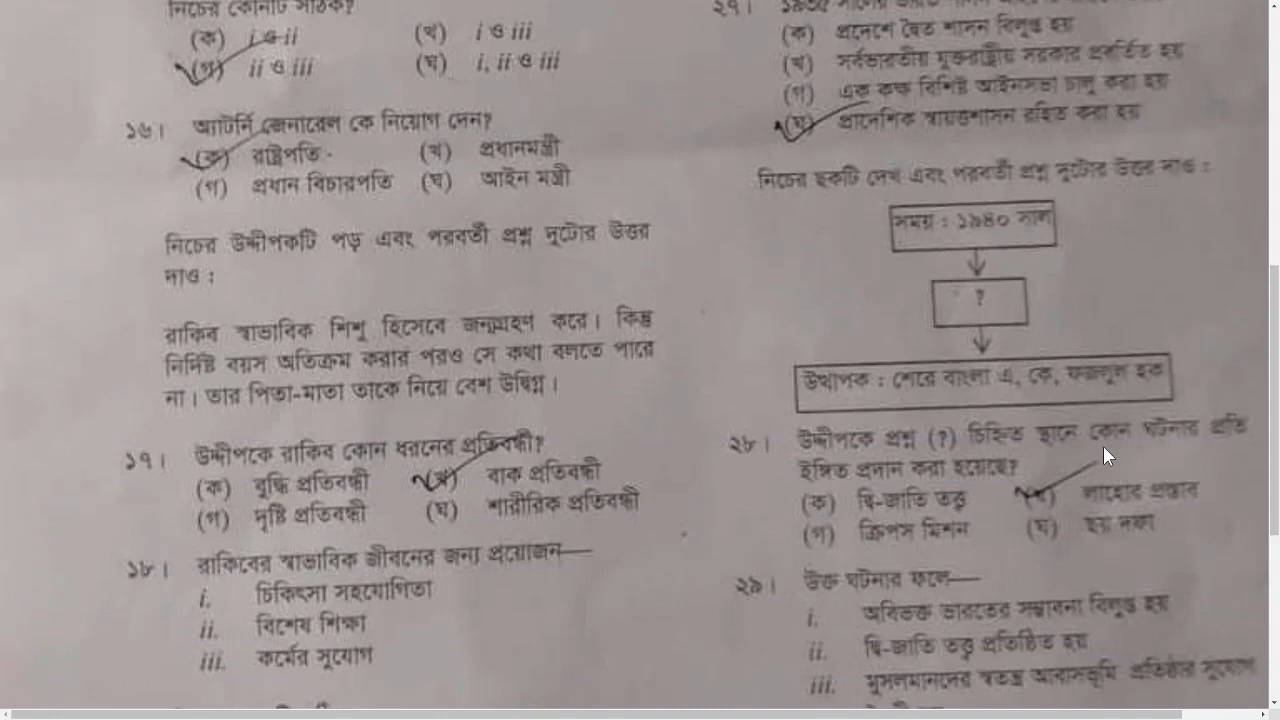 নিচের কোনটি সঠিক?
(ক) i ও ii (খ) i ও iii
(গ) ii ও iii (ঘ) i, ii ও iii
১৬। অ্যাটর্নি জেনারেল কে নিয়োগ দেন?
(ক) রাষ্ট্রপতি (খ) প্রধানমন্ত্রী
(গ) প্রধান বিচারপতি (ঘ) আইন মন্ত্রী
নিচের উদ্দীপকটি পড় এবং পরবর্তী প্রশ্ন দুটোর উত্তর
দাও :
রাকিব স্বাভাবিক শিশু হিসেবে জন্মগ্রহণ করে। কিন্তু
নির্দিষ্ট বয়স অতিক্রম করার পরও সে কথা বলতে পারে
না। তার পিতা-মাতা তাকে নিয়ে বেশ উদ্বিগ্ন।
১৭। উদ্দীপকে রাকিব কোন ধরনের প্রতিবন্ধী?
(ক) বুদ্ধি প্রতিবন্ধী (খ) বাক প্রতিবন্ধী
(গ) দৃষ্টি প্রতিবন্ধী (ঘ) শারীরিক প্রতিবন্ধী
১৮। রাকিবের স্বাভাবিক জীবনের জন্য প্রয়োজন—
i. চিকিৎসা সহযোগিতা
ii. বিশেষ শিক্ষা
iii. কর্মের সুযোগ
২৭।
(ক) প্রদেশে দ্বৈত শাসন বিলুপ্ত হয়
(খ) সর্বভারতীয় যুক্তরাষ্ট্রীয় সরকার প্রবর্তিত হয়
(গ) এক কক্ষ বিশিষ্ট আইনসভা চালু করা হয়
(ঘ) প্রাদেশিক স্বায়ত্তশাসন রহিত করা হয়
নিচের ছকটি দেখ এবং পরবর্তী প্রশ্ন দুটোর উত্তর দাও :
সময় : ১৯৪০ সাল
?
উত্থাপক : শেরে বাংলা এ, কে, ফজলুল হক
২৮। উদ্দীপকে প্রশ্ন (?) চিহ্নিত স্থানে কোন ঘটনার প্রতি
ইঙ্গিত প্রদান করা হয়েছে?
(ক) দ্বি-জাতি তত্ত্ব (খ) লাহোর প্রস্তাব
(গ) ক্রিপস মিশন (ঘ) ছয় দফা
২৯। উক্ত ঘটনার ফলে—
i. অবিভক্ত ভারতের সম্ভাবনা বিলুপ্ত হয়
ii. দ্বি-জাতি তত্ত্ব প্রতিষ্ঠিত হয়
iii. মুসলমানদের স্বতন্ত্র আবাসভূমি প্রতিষ্ঠার সুযোগ